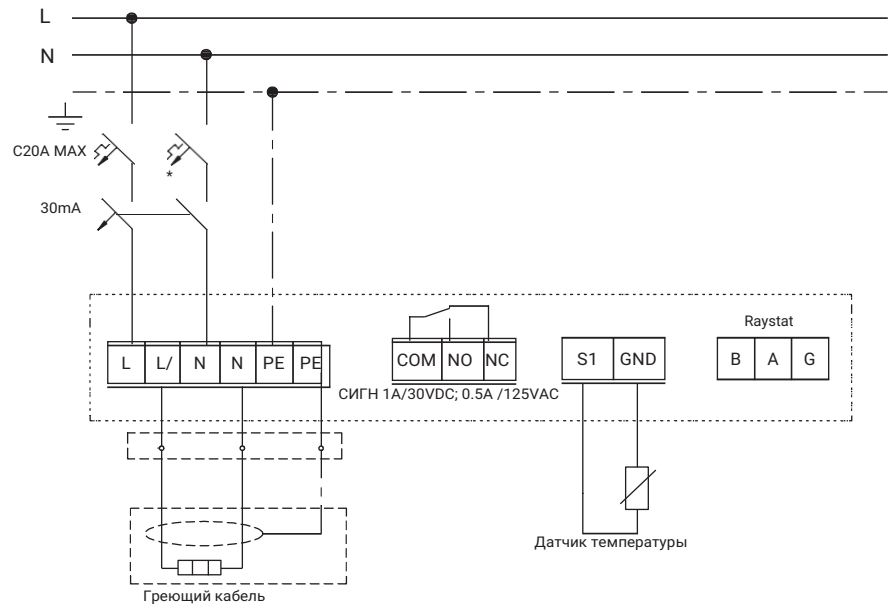 L
N
C20A MAX
*
30mA
Raystat
L L/ N N PE PE
COM NO NC
S1 GND
B A G
СИГН 1A/30VDC; 0.5A /125VAC
Датчик температуры
Греющий кабель